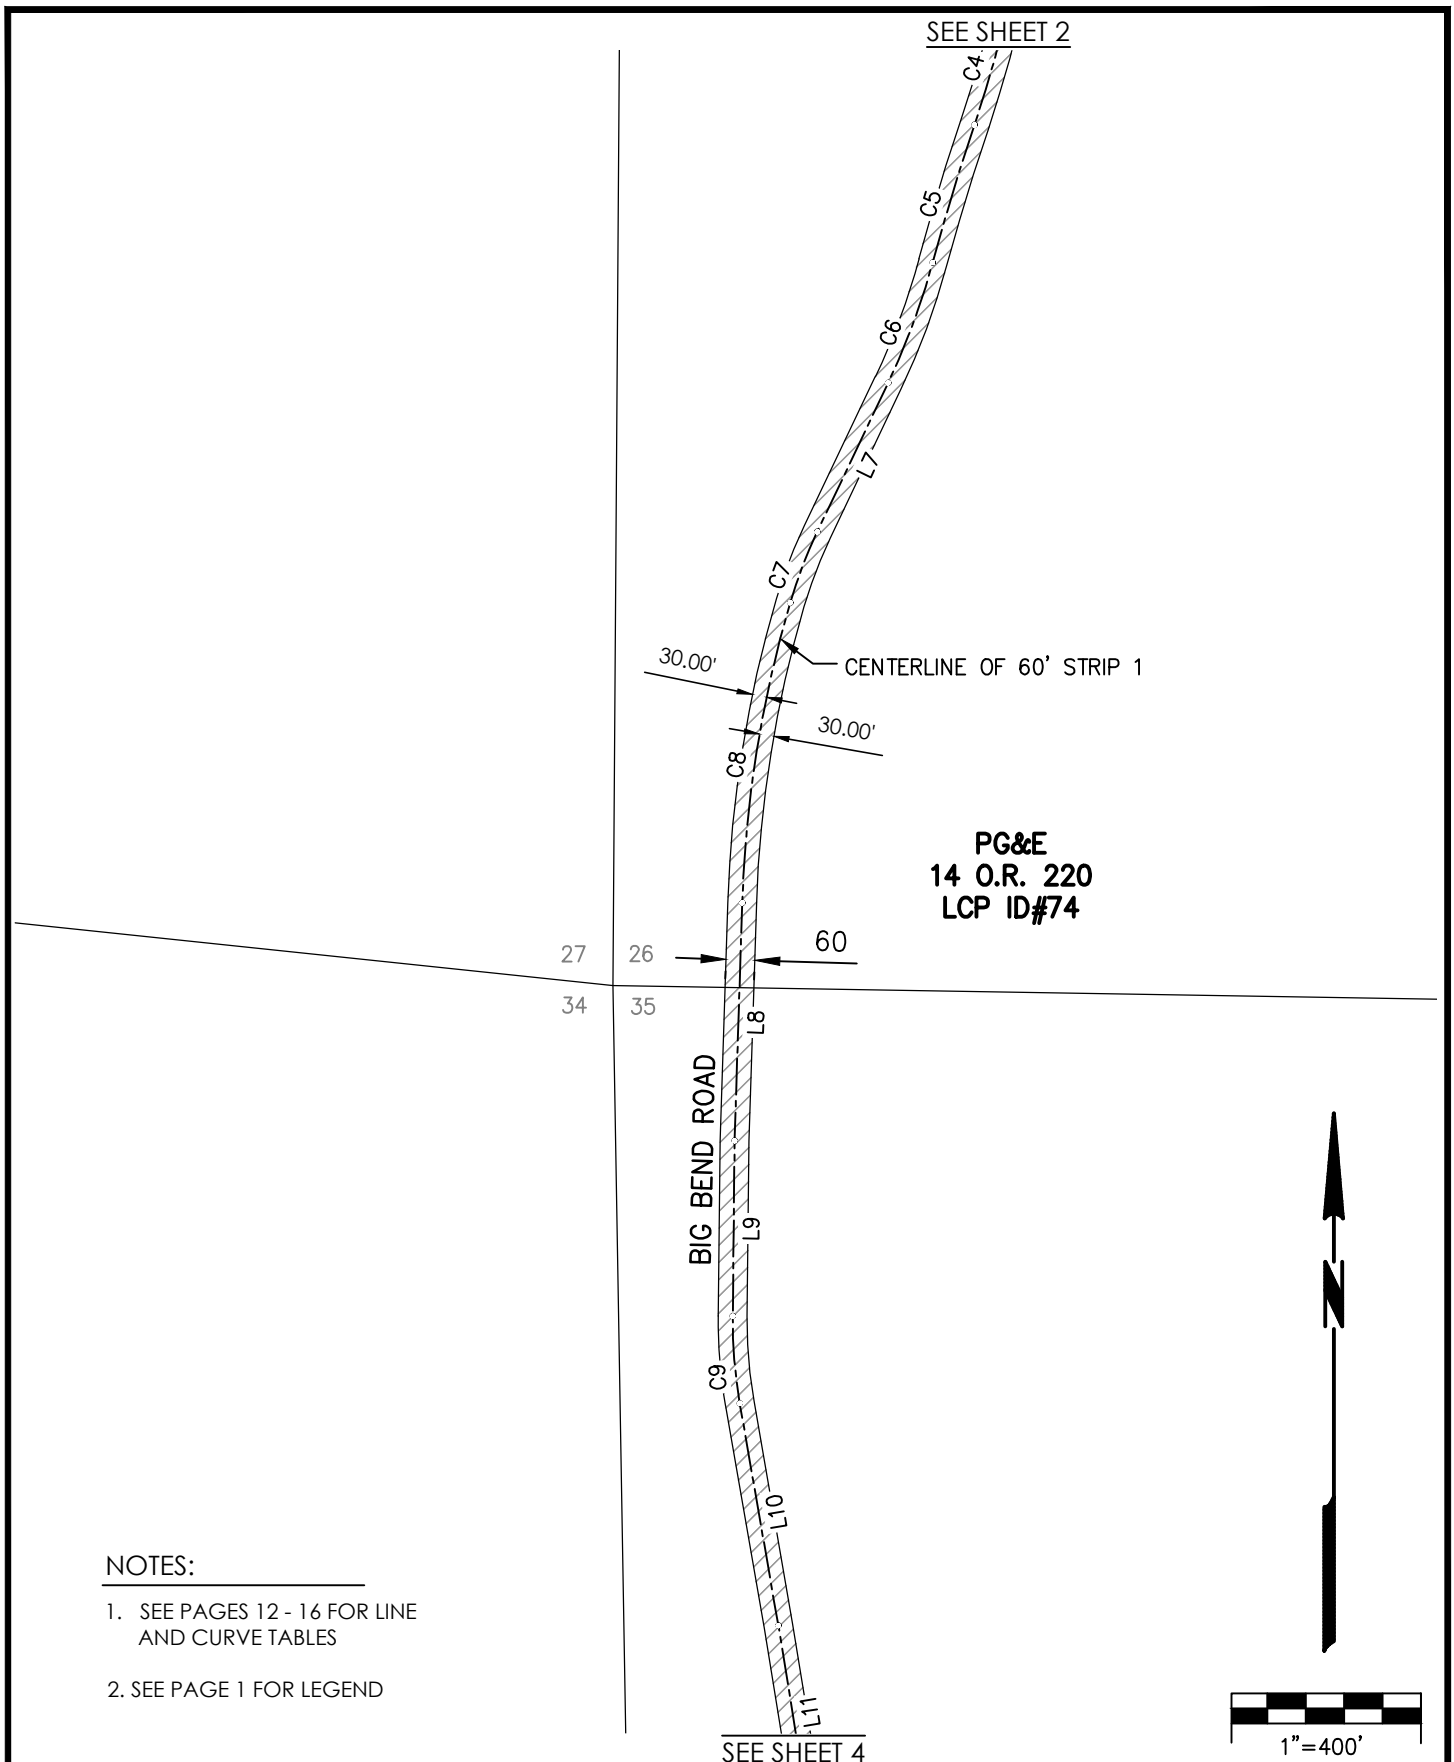 SEE SHEET 2
C4
C5
C6
L7
C7
CENTERLINE OF 60' STRIP 1
30.00'
30.00'
C8
PG&E
14 O.R. 220
LCP ID#74
60
27 26
34 35
L8
BIG BEND ROAD
L9
C9
N
L10
NOTES:
1. SEE PAGES 12 - 16 FOR LINE
AND CURVE TABLES
2. SEE PAGE 1 FOR LEGEND
L11
SEE SHEET 4
1"=400'